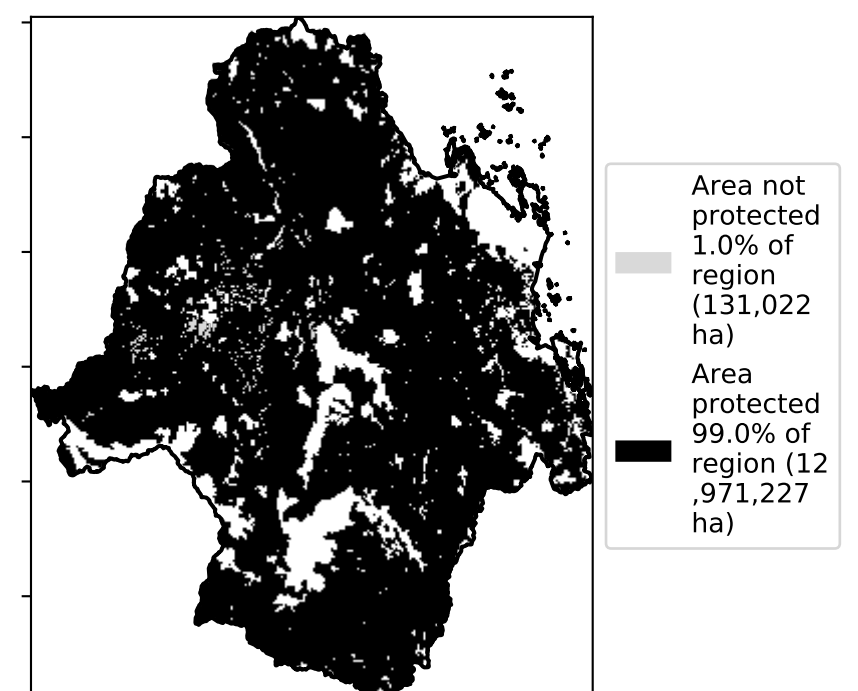 Area not
protected
1.0% of
region
(131,022
ha)
Area
protected
99.0% of
region (12
,971,227
ha)